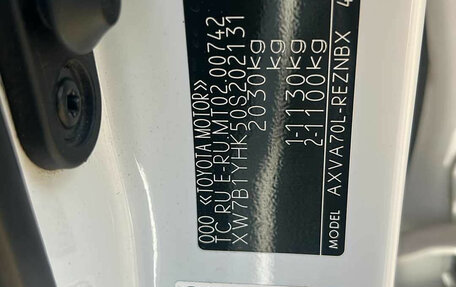 ООО «TOYOTA MOTOR»
TC RU E-RU.MT02.00742
XW7B1YHK50S202131
2030 kg
kg
1-1130 kg
2-1100 kg
MODEL AXVA70L-REZNBX